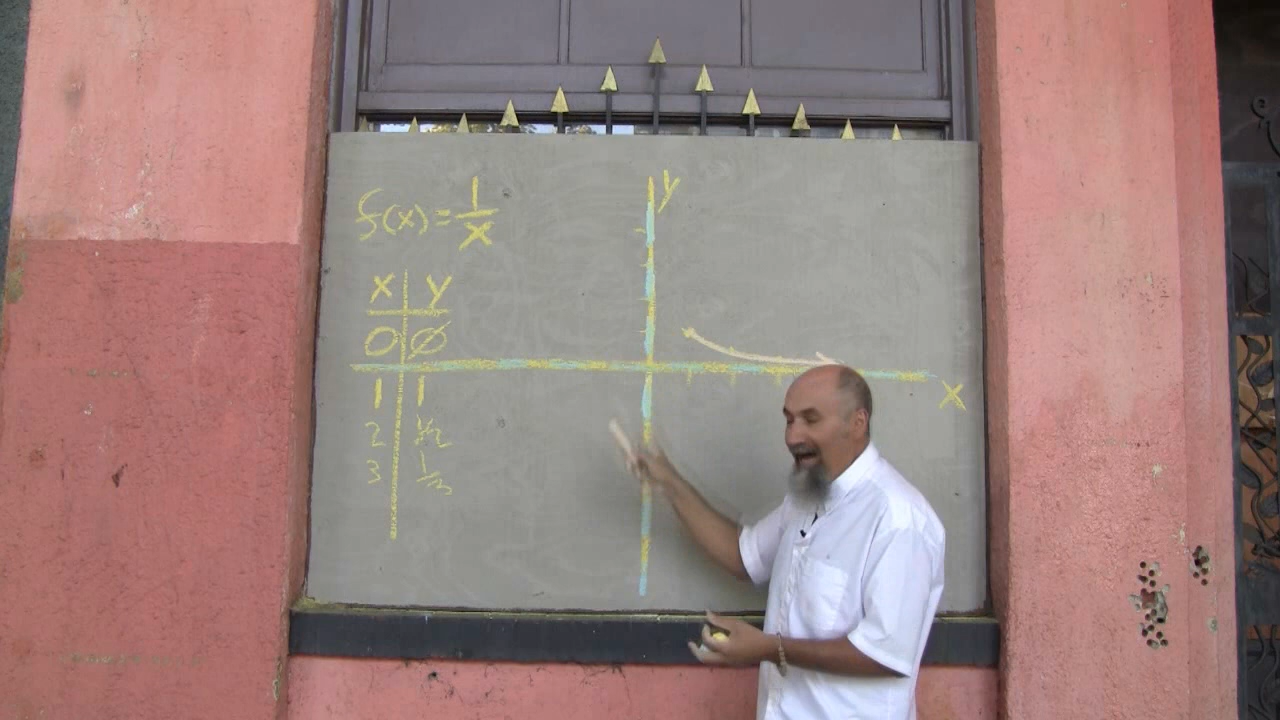 f(x)=1/x
x y
0 ∅
1 1
2 1/2
3 1/3
y
x